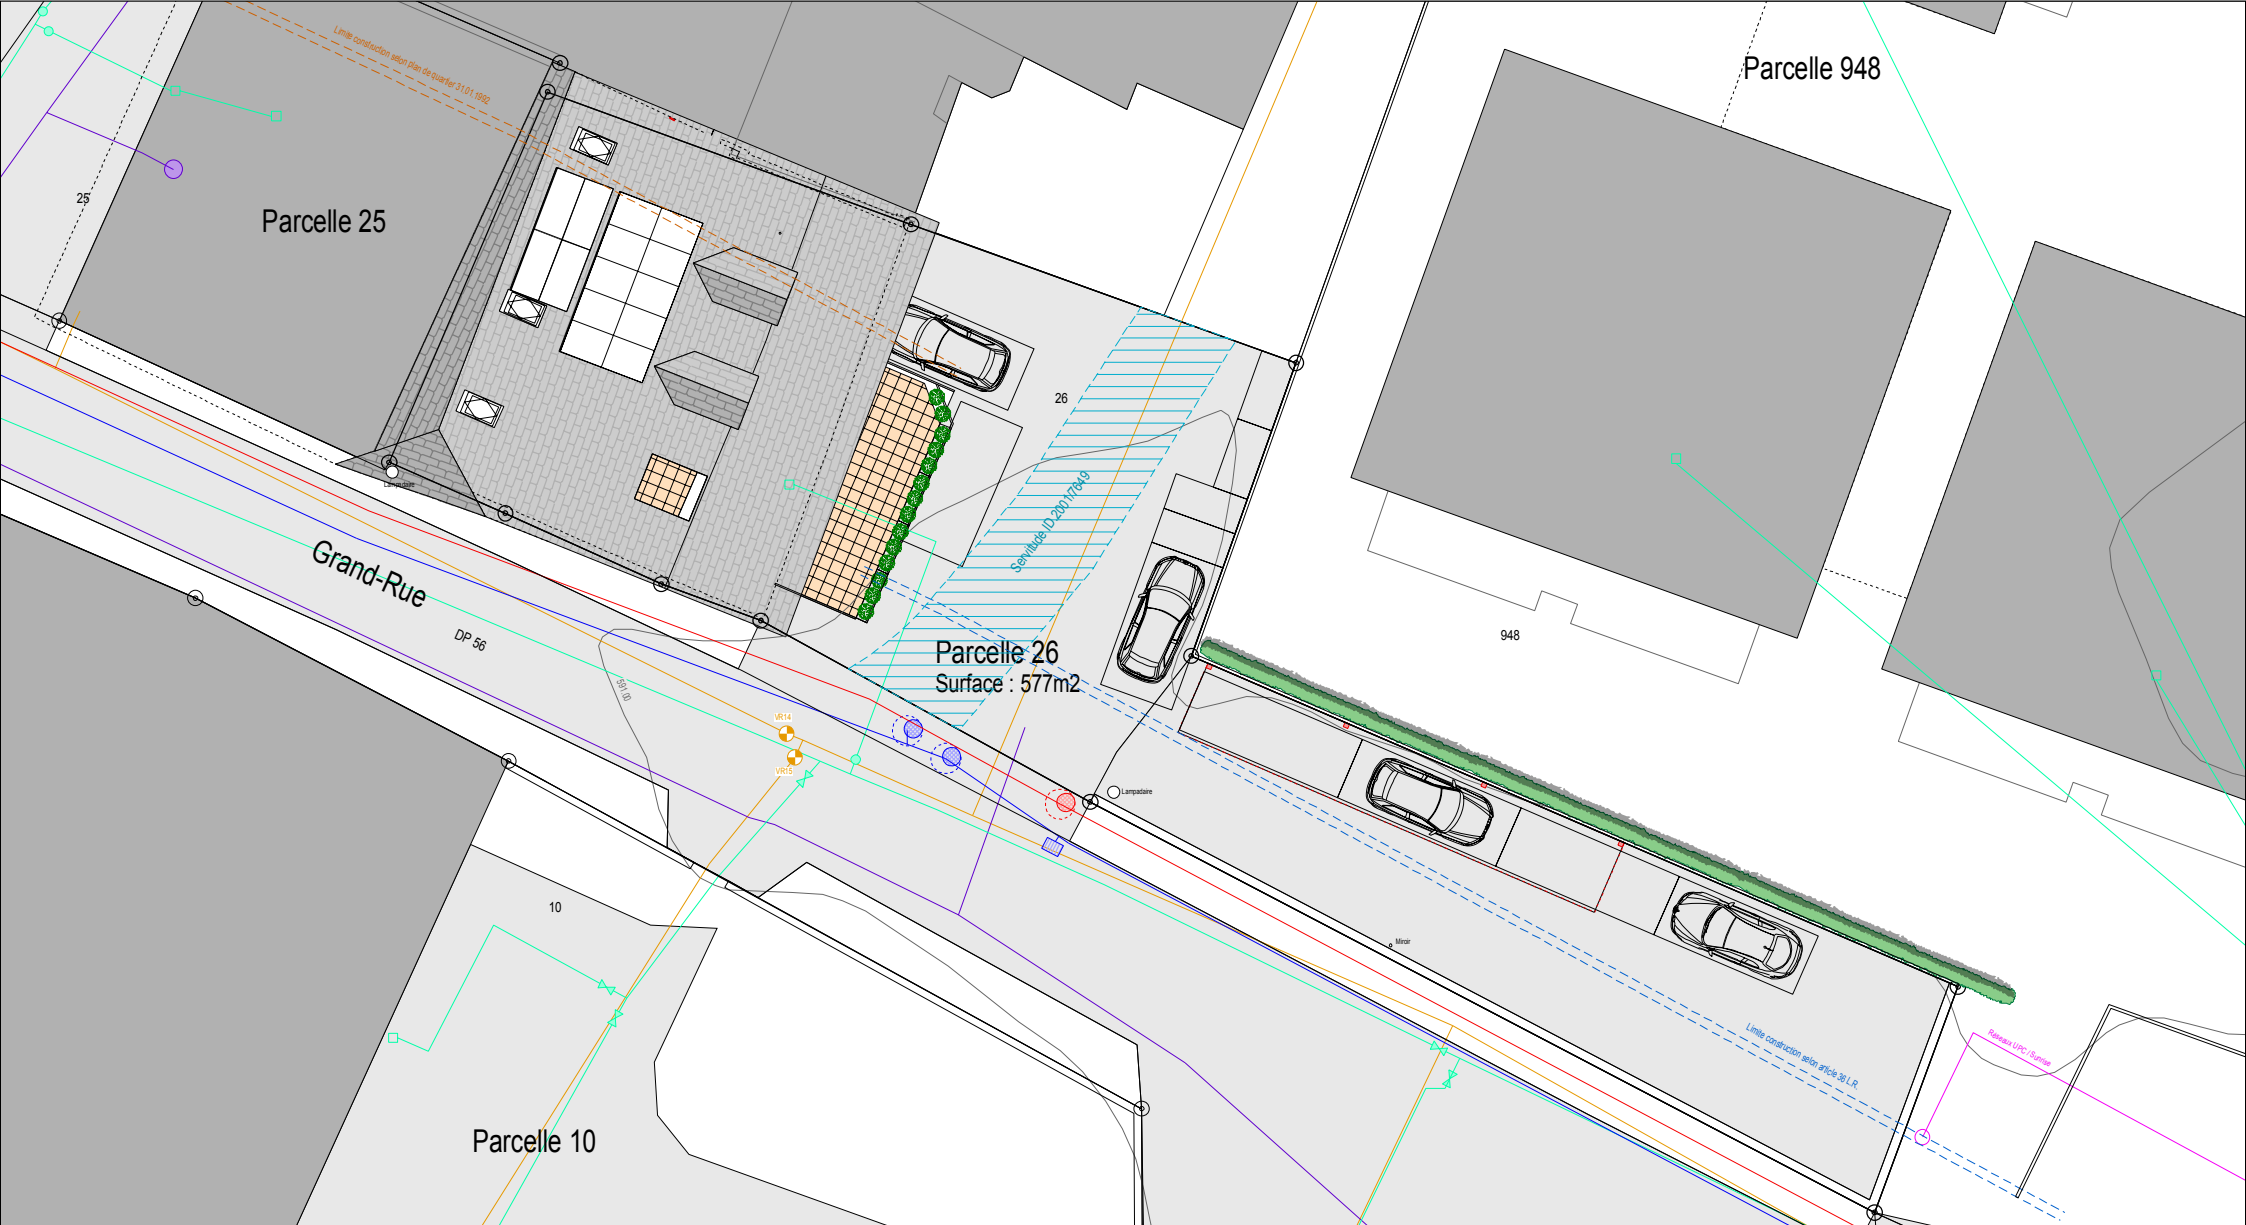 Limite construction selon plan de quartier 31.01.1992
Parcelle 948
25
Parcelle 25
26
Servitude ID 2001/7649
Lampadaire
Grand-Rue
DP 56
948
Parcelle 26
Surface : 577m2
591.00
VR14
VR15
Lampadaire
10
Miroir
Limite construction selon article 36 L.R.
Réseaux UPC / Sunrise
Parcelle 10